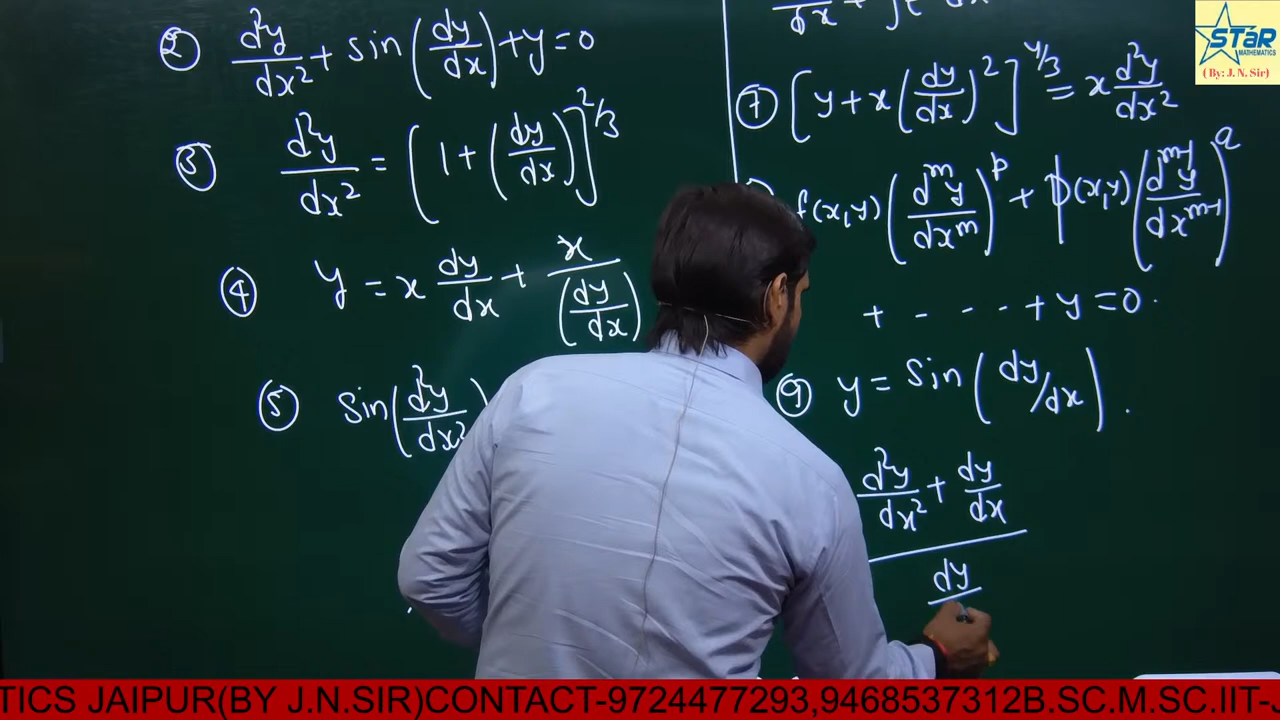 ② d²y/dx² + sin(dy/dx) + y = 0
③ d²y/dx² = [1 + (dy/dx)]^2/3
④ y = x dy/dx + x/(dy/dx)
⑤ sin(d²y/dx²)
dx
⑦ [y + x(dy/dx)²]^4/3 = x d²y/dx²
f(x,y)(d^m y/dx^m)^p + ϕ(x,y)(d^m-1 y/dx^m-1)^q
+ - - - - + y = 0.
⑨ y = sin(dy/dx).
d²y/dx² + dy/dx
dy
STAR
MATHEMATICS
( By: J. N. Sir)
TICS JAIPUR(BY J.N.SIR)CONTACT-9724477293,9468537312B.SC.M.SC.IIT-J